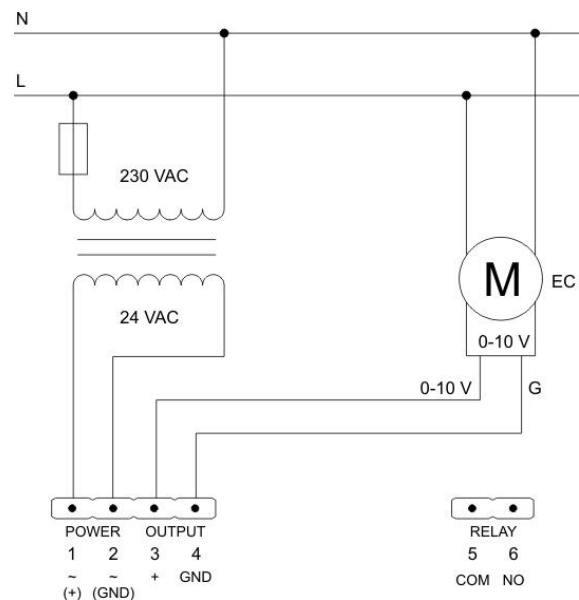 N
L
230 VAC
24 VAC
M
EC
0-10 V
0-10 V
G
POWER
OUTPUT
RELAY
1
2
3
4
5
6
~
~
+
GND
COM
NO
(+)
(GND)